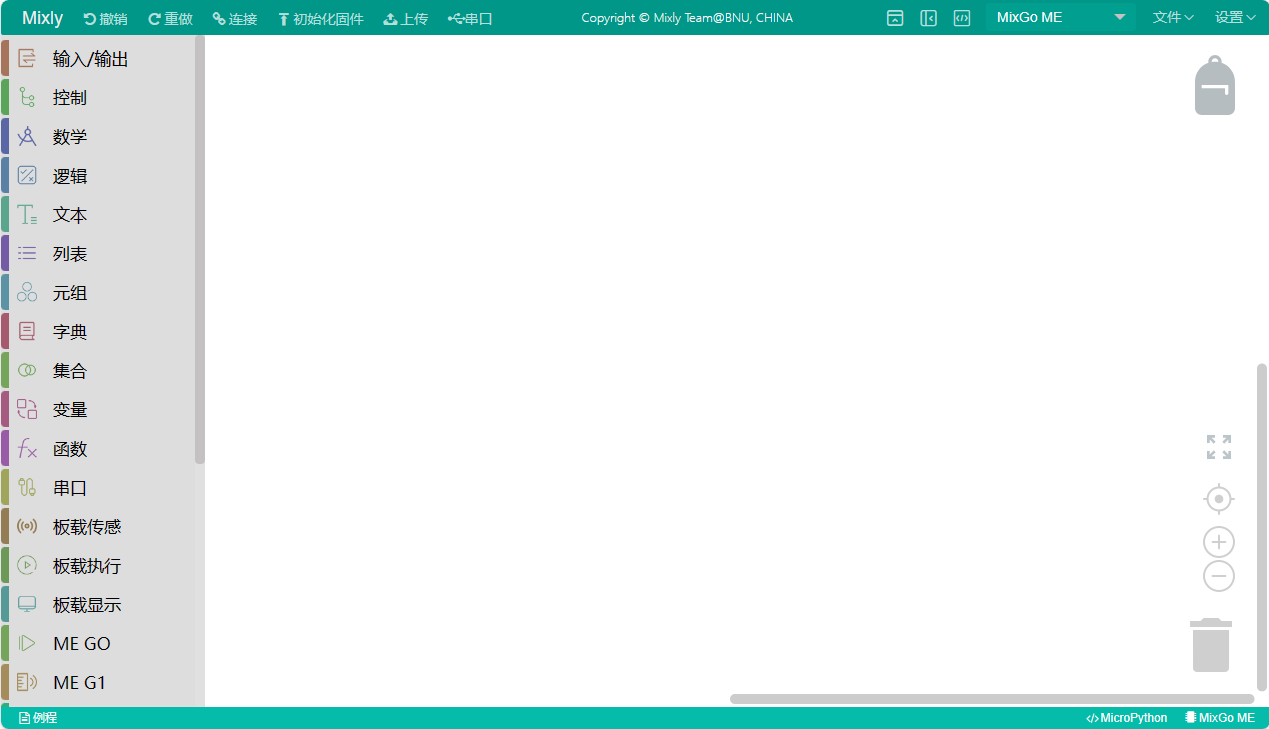 Mixly 撤销 重做 连接 初始化固件 上传 串口 Copyright © Mixly Team@BNU, CHINA MixGo ME 文件 设置
输入/输出
控制
数学
逻辑
文本
列表
元组
字典
集合
变量
函数
串口
板载传感
板载执行
板载显示
ME GO
ME G1
例程 MicroPython MixGo ME